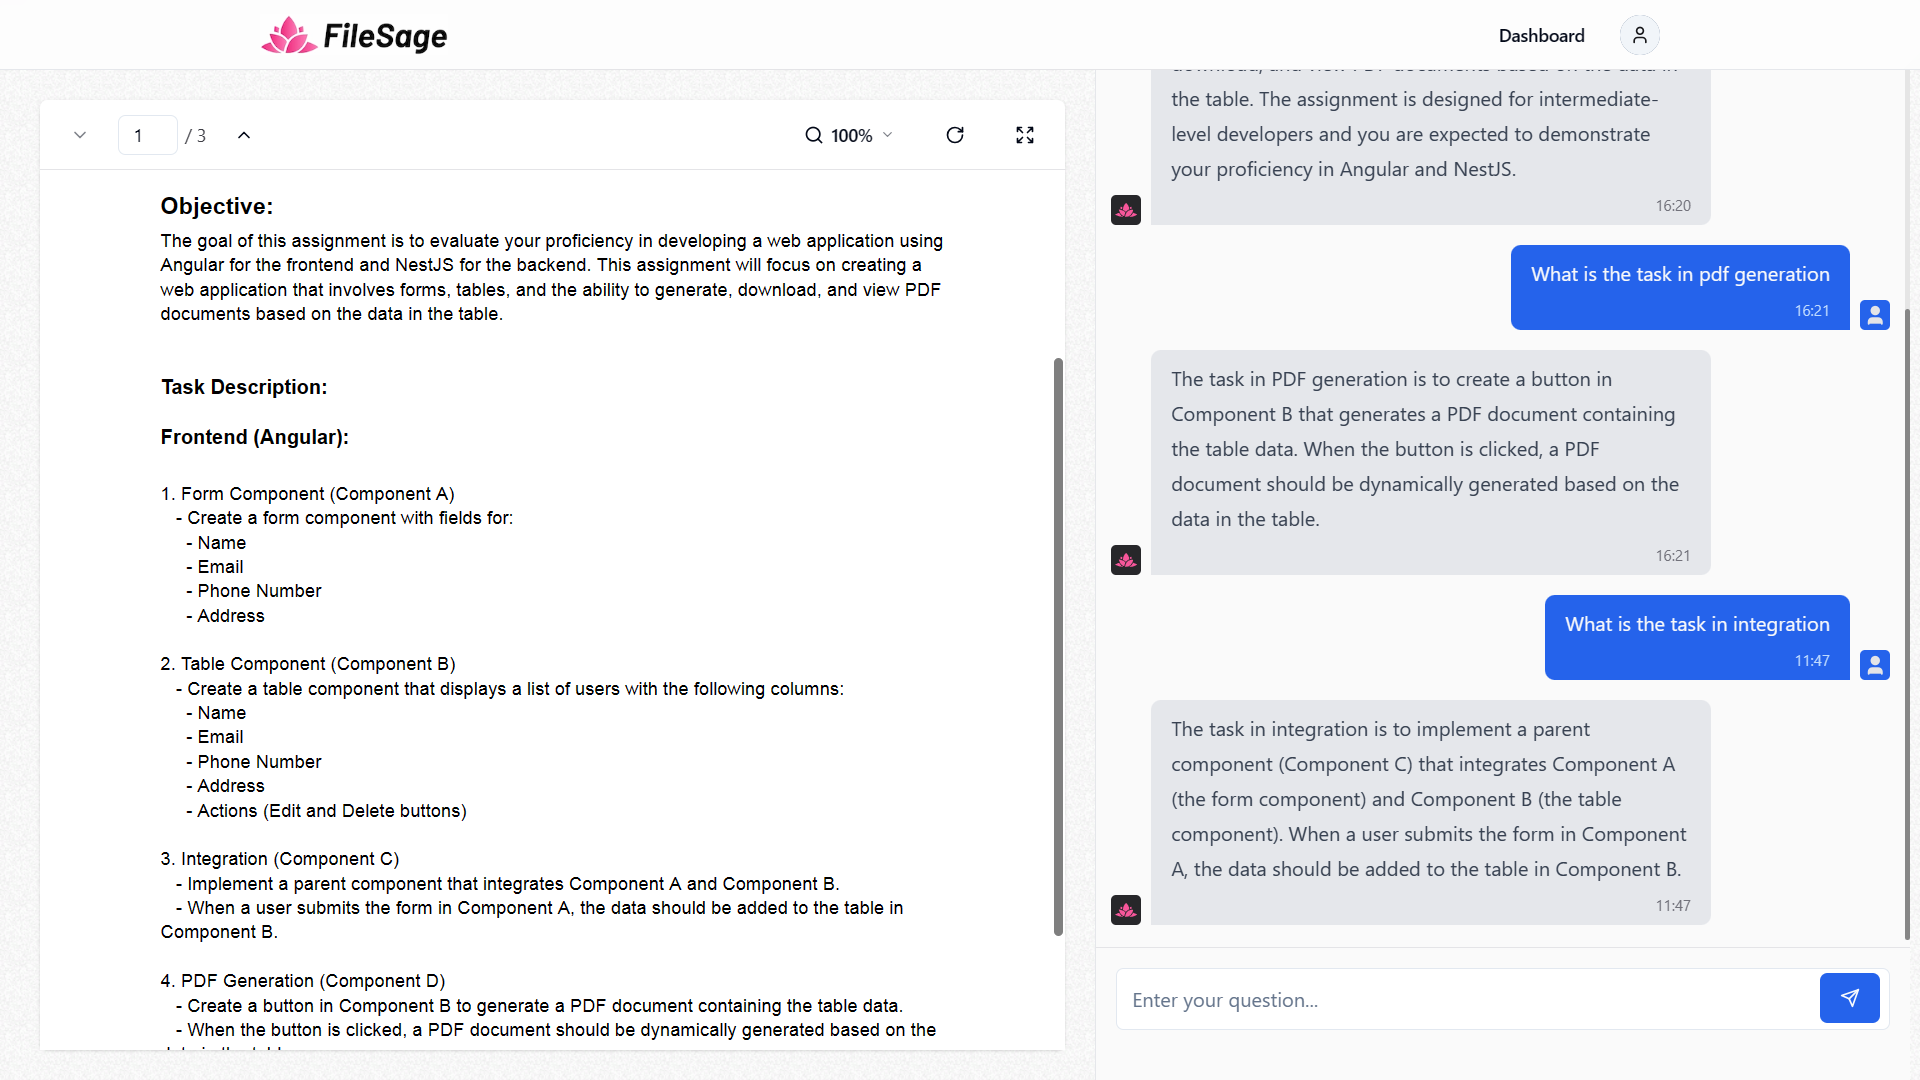 FileSage
Dashboard
1 / 3
100%
Objective:
The goal of this assignment is to evaluate your proficiency in developing a web application using
Angular for the frontend and NestJS for the backend. This assignment will focus on creating a
web application that involves forms, tables, and the ability to generate, download, and view PDF
documents based on the data in the table.
Task Description:
Frontend (Angular):
1. Form Component (Component A)
- Create a form component with fields for:
- Name
- Email
- Phone Number
- Address
2. Table Component (Component B)
- Create a table component that displays a list of users with the following columns:
- Name
- Email
- Phone Number
- Address
- Actions (Edit and Delete buttons)
3. Integration (Component C)
- Implement a parent component that integrates Component A and Component B.
- When a user submits the form in Component A, the data should be added to the table in
Component B.
4. PDF Generation (Component D)
- Create a button in Component B to generate a PDF document containing the table data.
- When the button is clicked, a PDF document should be dynamically generated based on the
download, and view PDF documents based on the data in
the table. The assignment is designed for intermediate-
level developers and you are expected to demonstrate
your proficiency in Angular and NestJS.
16:20
What is the task in pdf generation
16:21
The task in PDF generation is to create a button in
Component B that generates a PDF document containing
the table data. When the button is clicked, a PDF
document should be dynamically generated based on the
data in the table.
16:21
What is the task in integration
11:47
The task in integration is to implement a parent
component (Component C) that integrates Component A
(the form component) and Component B (the table
component). When a user submits the form in Component
A, the data should be added to the table in Component B.
11:47
Enter your question...